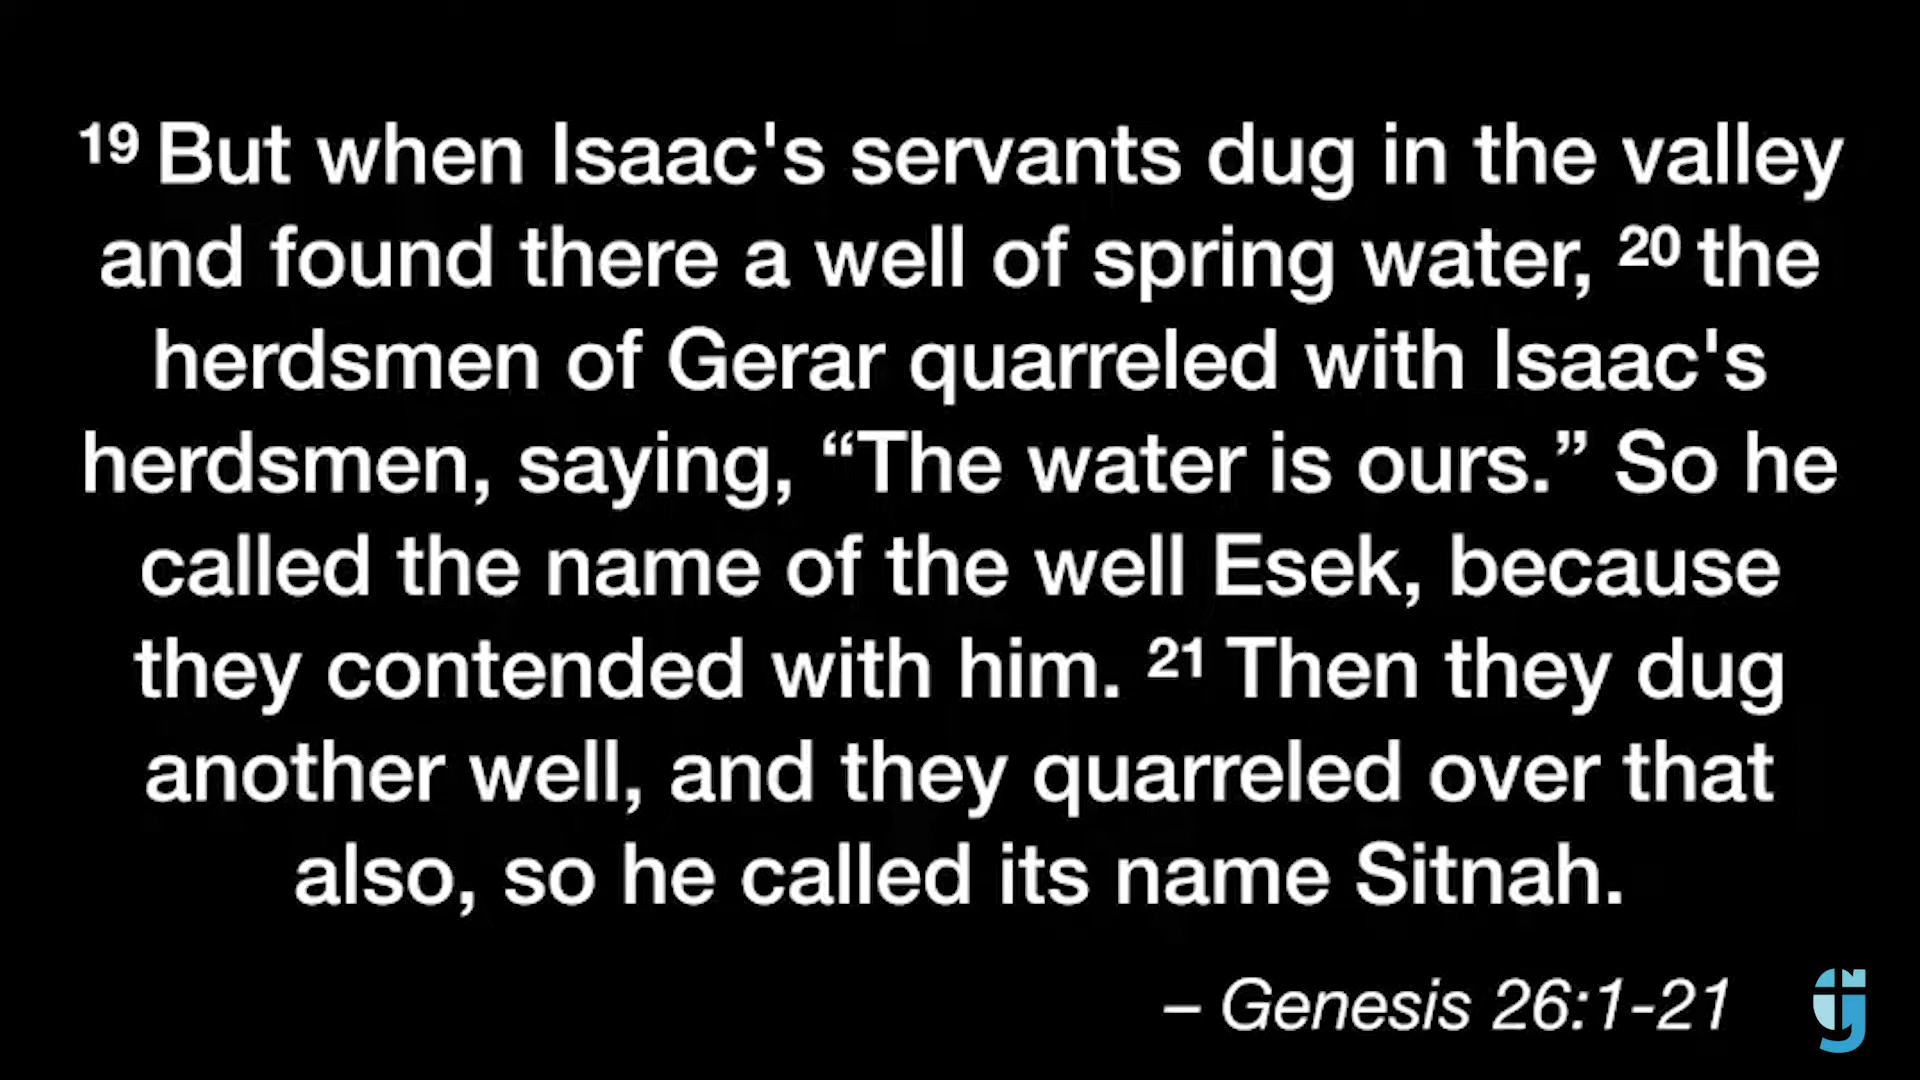 19 But when Isaac's servants dug in the valley
and found there a well of spring water, 20 the
herdsmen of Gerar quarreled with Isaac's
herdsmen, saying, “The water is ours.” So he
called the name of the well Esek, because
they contended with him. 21 Then they dug
another well, and they quarreled over that
also, so he called its name Sitnah.
– Genesis 26:1-21